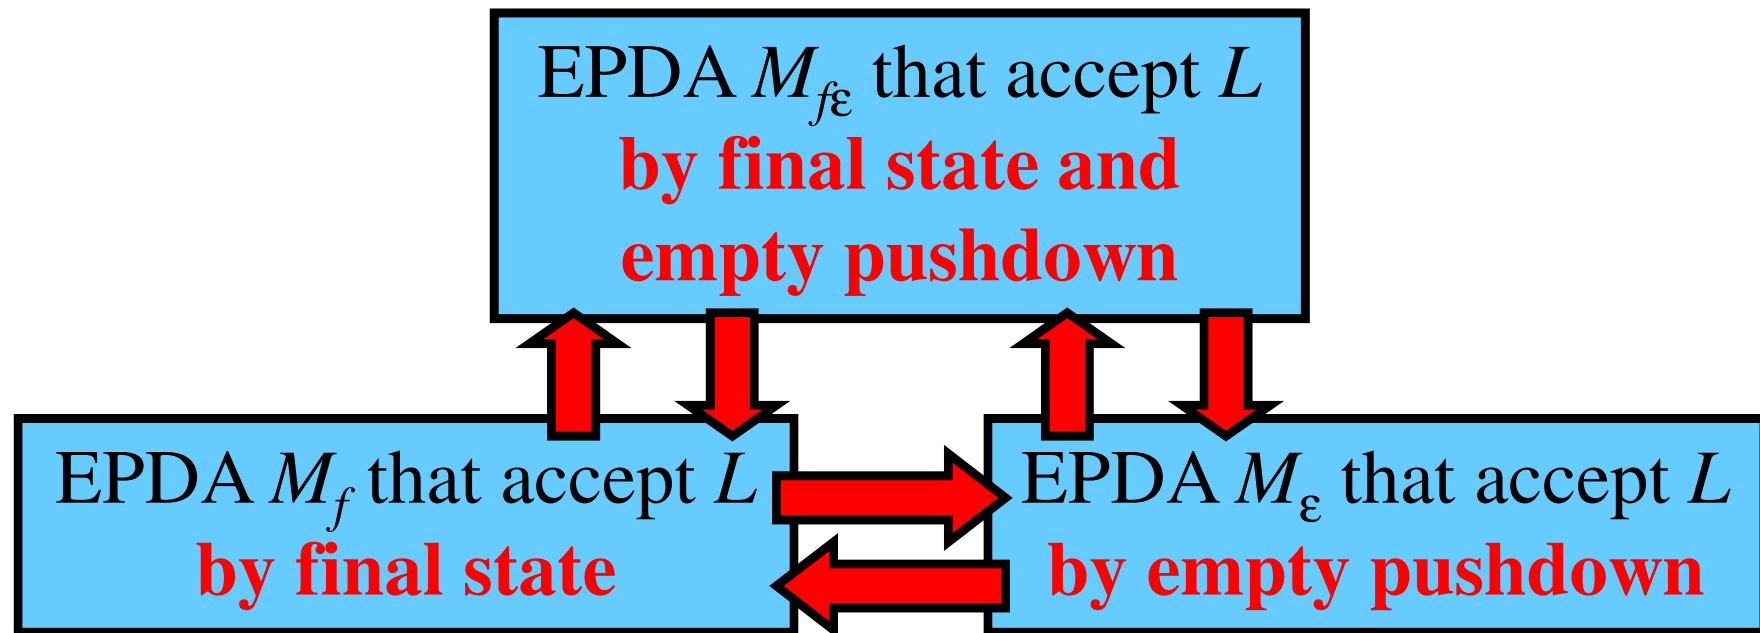 EPDA M_fε that accept L
by final state and
empty pushdown
EPDA M_f that accept L
by final state
EPDA M_ε that accept L
by empty pushdown